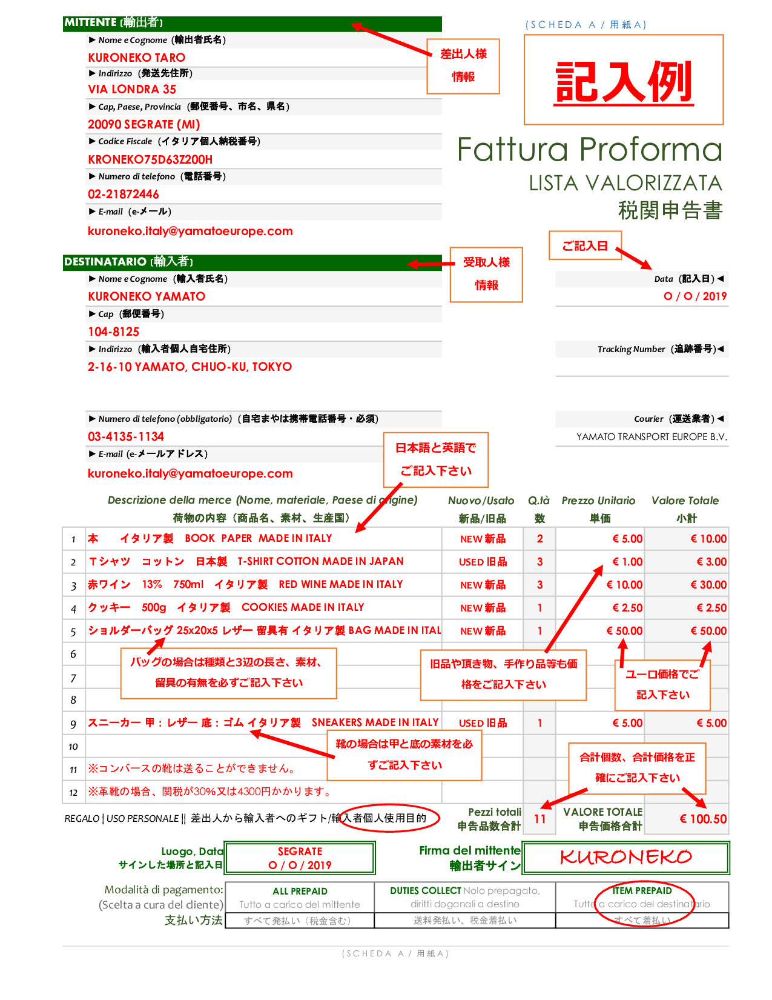 MITTENTE (輸出者)
(SCHEDA A / 用紙A)
►Nome e Cognome (輸出者氏名)
KURONEKO TARO
►Indirizzo (発送先住所)
VIA LONDRA 35
►Cap, Paese, Provincia (郵便番号、市名、県名)
20090 SEGRATE (MI)
►Codice Fiscale (イタリア個人納税番号)
KRONEKO75D63Z200H
►Numero di telefono (電話番号)
02-21872446
►E-mail (e-メール)
kuroneko.italy@yamatoeurope.com
差出人様
情報
記入例
Fattura Proforma
LISTA VALORIZZATA
税関申告書
ご記入日
DESTINATARIO (輸入者)
受取人様
情報
►Nome e Cognome (輸入者氏名)
KURONEKO YAMATO
►Cap (郵便番号)
104-8125
►Indirizzo (輸入者個人自宅住所)
2-16-10 YAMATO, CHUO-KU, TOKYO
►Numero di telefono (obbligatorio) (自宅まやは携帯電話番号・必須)
03-4135-1134
►E-mail (e-メールアドレス)
kuroneko.italy@yamatoeurope.com
Data (記入日)◄
O / O / 2019
Tracking Number (追跡番号)◄
Courier (運送業者)◄
YAMATO TRANSPORT EUROPE B.V.
日本語と英語で
ご記入下さい
Descrizione della merce (Nome, materiale, Paese di origine) Nuovo/Usato Q.tà Prezzo Unitario Valore Totale
荷物の内容（商品名、素材、生産国） 新品/旧品 数 単価 小計
1 本 イタリア製 BOOK PAPER MADE IN ITALY NEW 新品 2 € 5.00 € 10.00
2 Tシャツ コットン 日本製 T-SHIRT COTTON MADE IN JAPAN USED 旧品 3 € 1.00 € 3.00
3 赤ワイン 13% 750ml イタリア製 RED WINE MADE IN ITALY NEW 新品 3 € 10.00 € 30.00
4 クッキー 500g イタリア製 COOKIES MADE IN ITALY NEW 新品 1 € 2.50 € 2.50
5 ショルダーバッグ 25x20x5 レザー 留具有 イタリア製 BAG MADE IN ITAL NEW 新品 1 € 50.00 € 50.00
6
7
8
バッグの場合は種類と3辺の長さ、素材、
留具の有無を必ずご記入下さい
旧品や頂き物、手作り品等も価
格をご記入下さい
ユーロ価格でご
記入下さい
9 スニーカー 甲：レザー 底：ゴム イタリア製 SNEAKERS MADE IN ITALY USED 旧品 1 € 5.00 € 5.00
10
靴の場合は甲と底の素材を必
ずご記入下さい
合計個数、合計価格を正
確にご記入下さい
11 ※コンバースの靴は送ることができません。
12 ※革靴の場合、関税が30%又は4300円かかります。
REGALO | USO PERSONALE || 差出人から輸入者へのギフト/輸入者個人使用目的
Pezzi totali
申告品数合計
11
VALORE TOTALE
申告価格合計
€ 100.50
Luogo, Data
サインした場所と記入日
SEGRATE
O / O / 2019
Firma del mittente
輸出者サイン
KURONEKO
Modalità di pagamento:
(Scelta a cura del cliente)
支払い方法
ALL PREPAID
Tutto a carico del mittente
すべて発払い（税金含む）
DUTIES COLLECT Nolo prepagato,
diritti doganali a destino
送料発払い、税金着払い
ITEM PREPAID
Tutto a carico del destinatario
すべて着払い
(SCHEDA A / 用紙A)